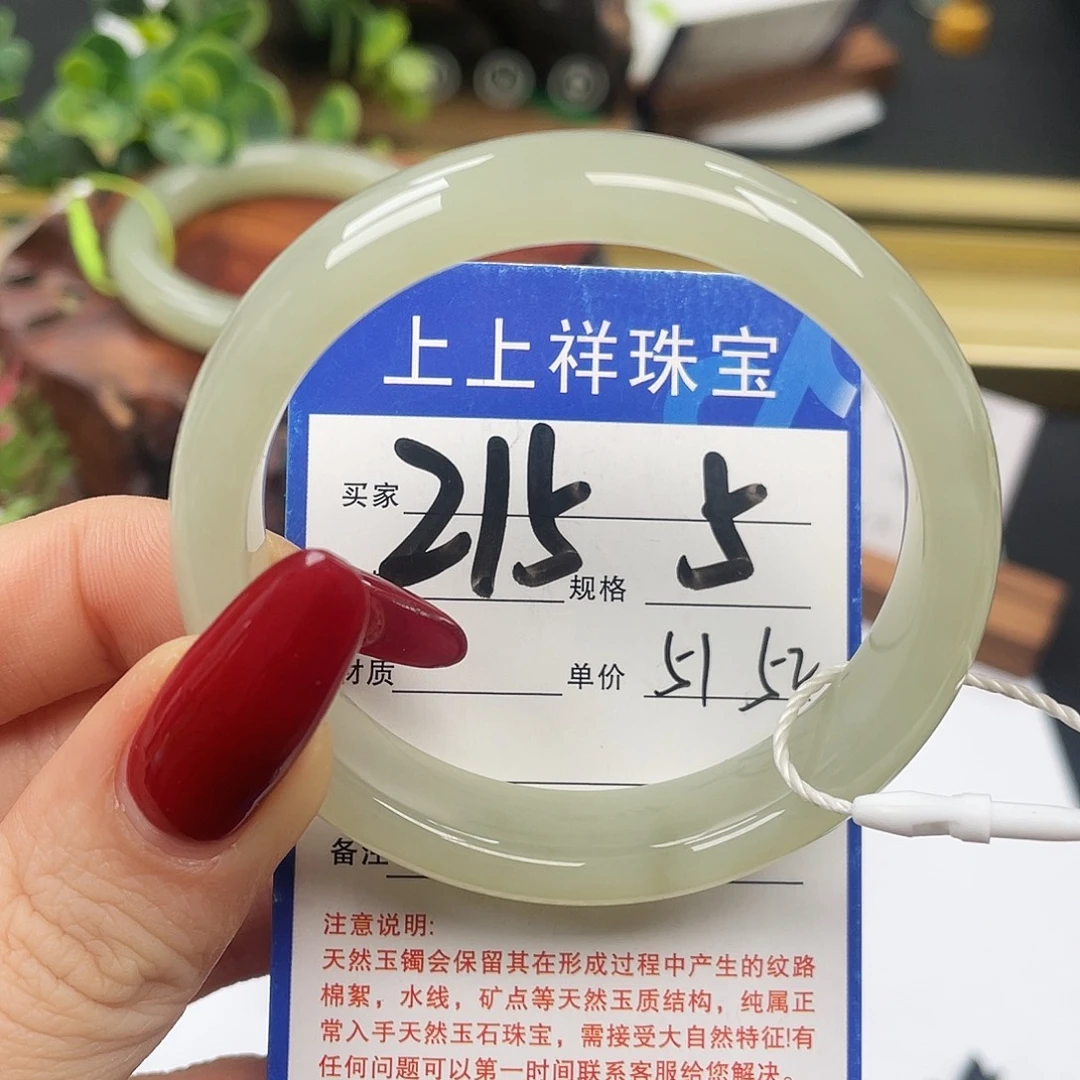 上上祥珠宝
买家 215 5
规格
材质 单价 51 52
备注
注意说明:
天然玉镯会保留其在形成过程中产生的纹路
棉絮，水线，矿点等天然玉质结构，纯属正
常入手天然玉石珠宝，需接受大自然特征!有
任何问题可以第一时间联系客服给您解决。